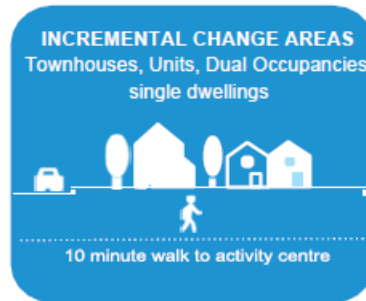 INCREMENTAL CHANGE AREAS
Townhouses, Units, Dual Occupancies
single dwellings
10 minute walk to activity centre